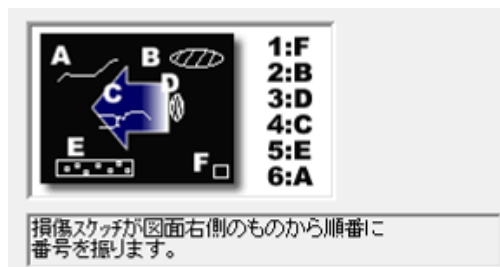 A
B
C
D
E
F
1:F
2:B
3:D
4:C
5:E
6:A
損傷スケッチが図面右側のものから順番に
番号を振ります。